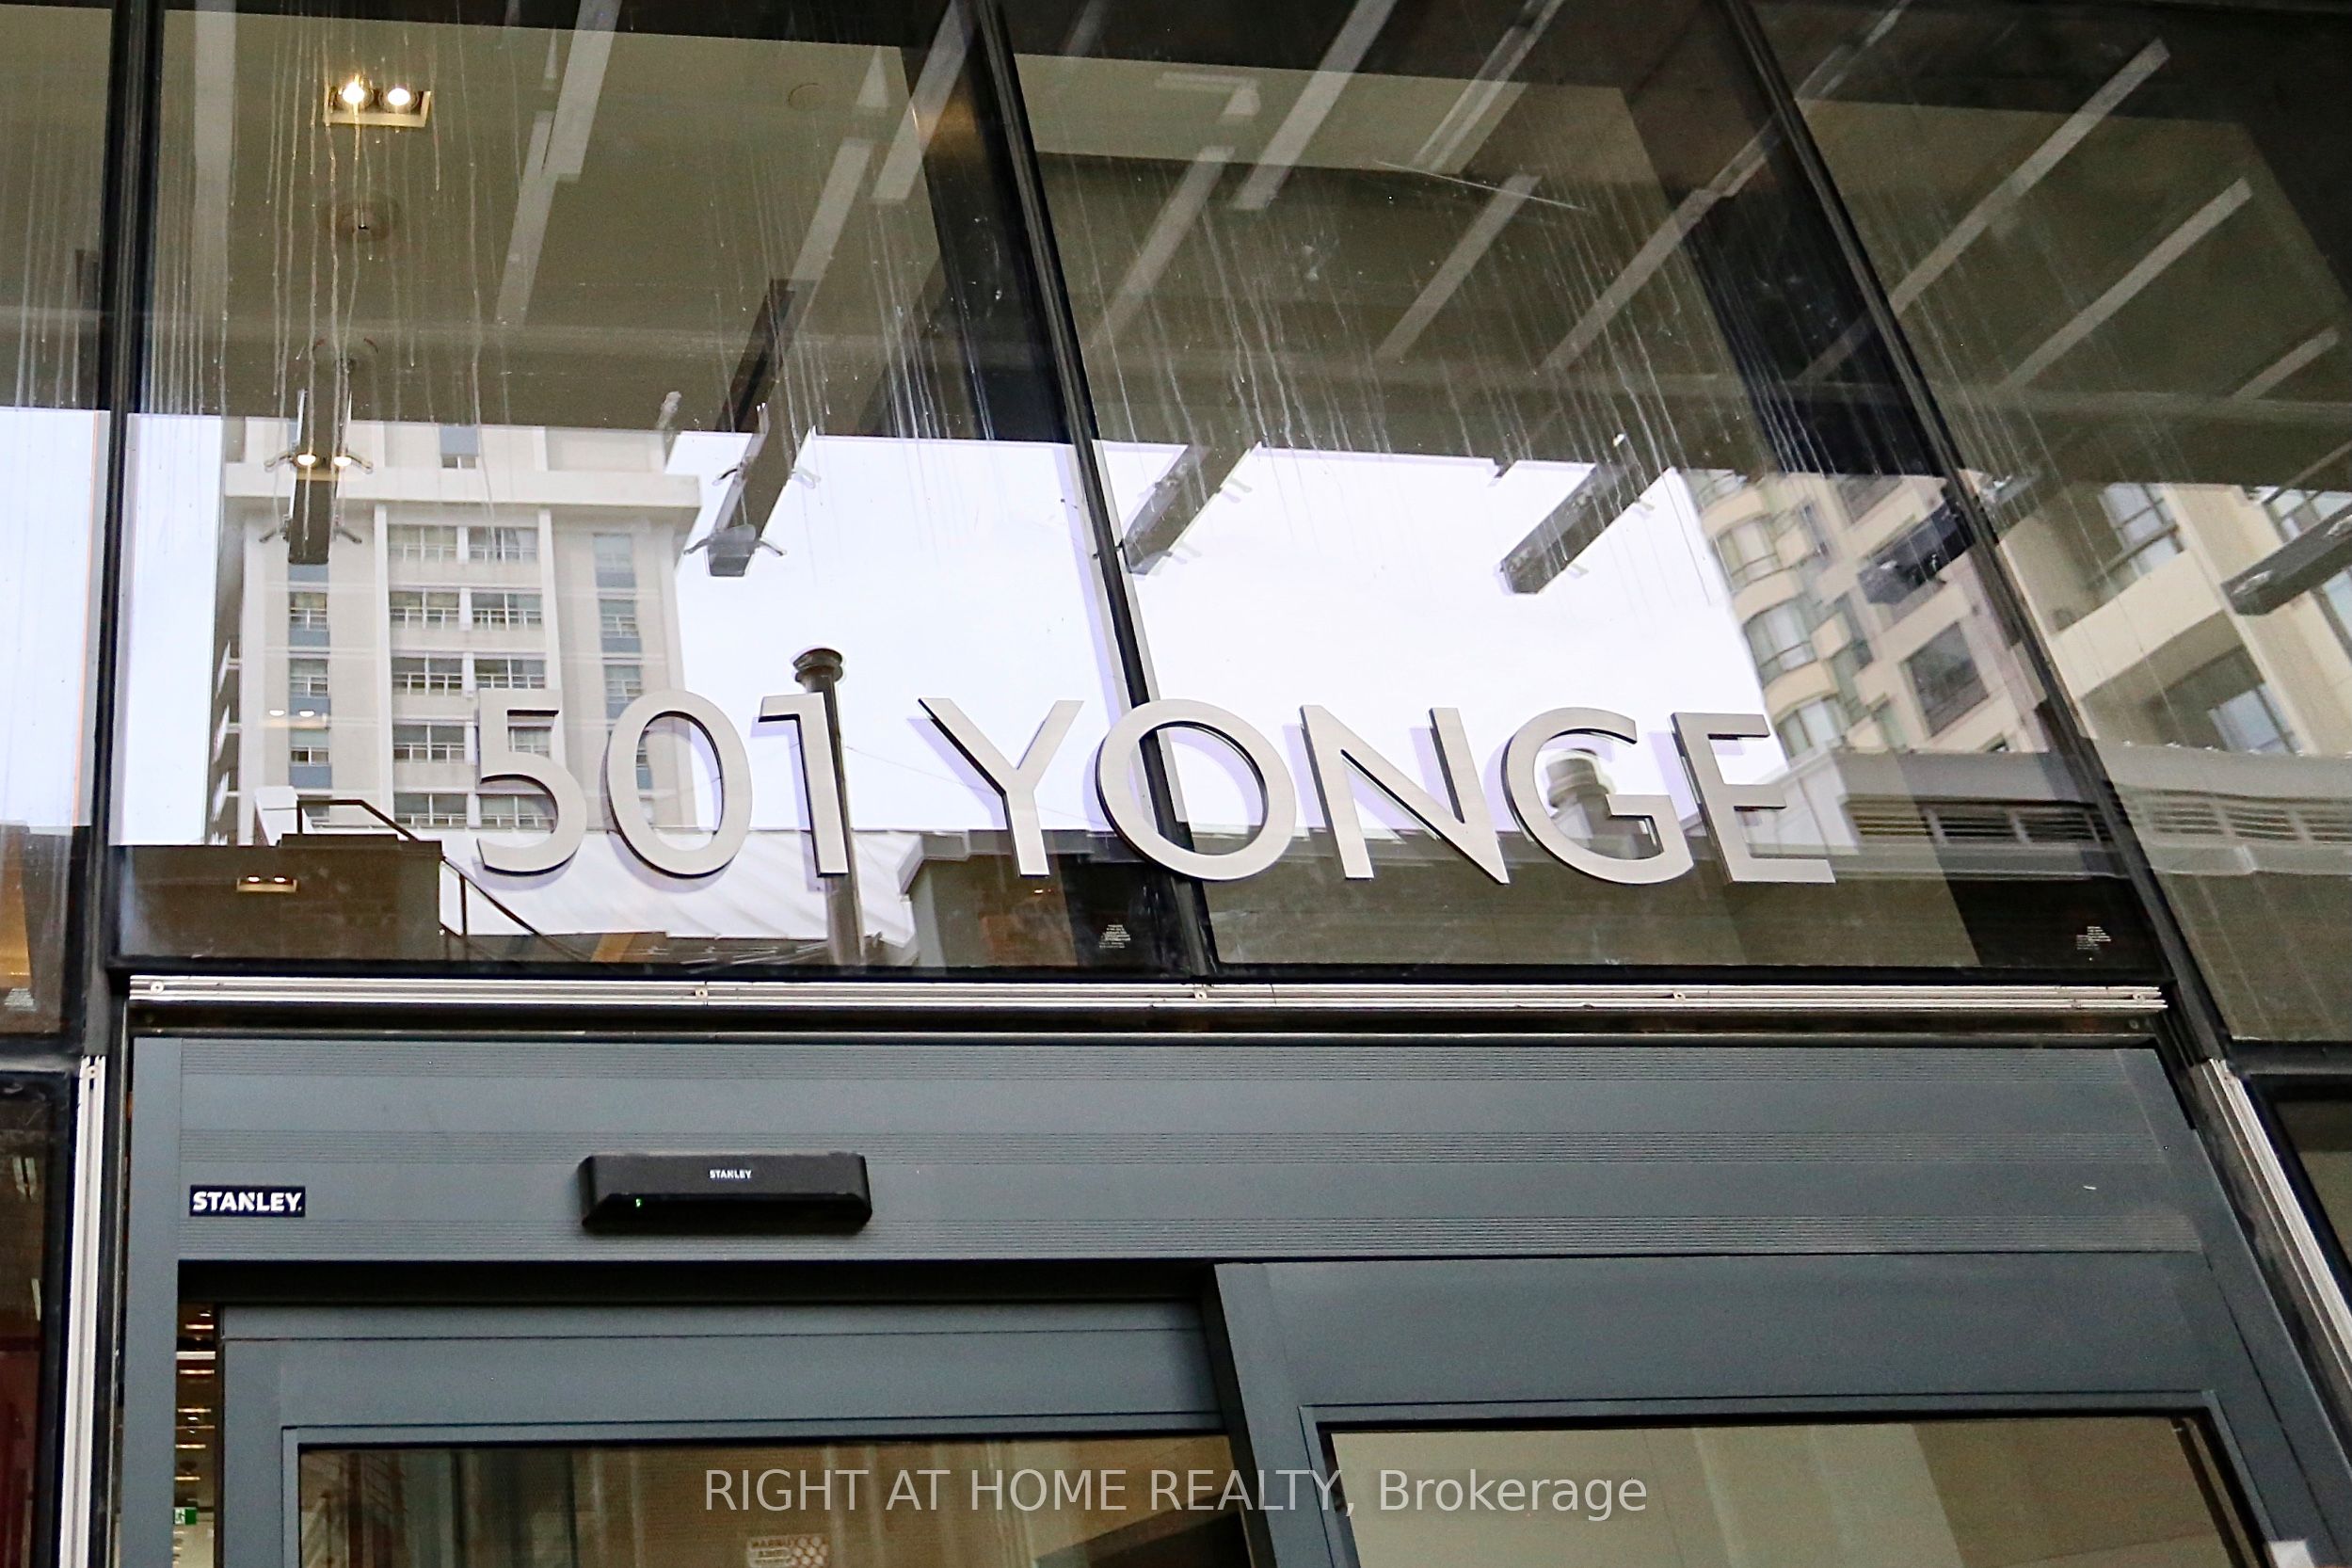 501 YONGE
STANLEY
STANLEY
RIGHT AT HOME REALTY, Brokerage